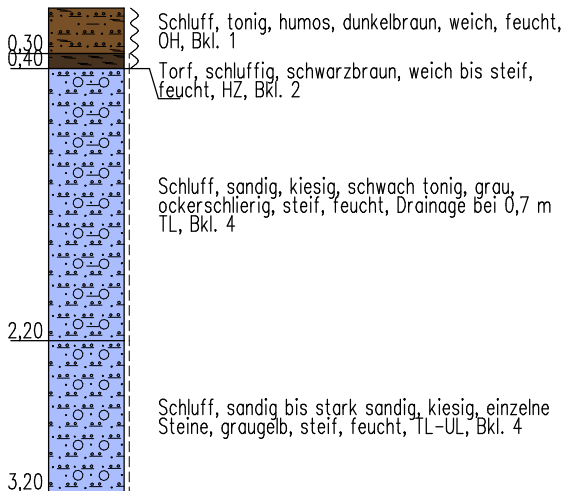 Schluff, tonig, humos, dunkelbraun, weich, feucht,
OH, Bkl. 1
0,30
0,40
Torf, schluffig, schwarzbraun, weich bis steif,
feucht, HZ, Bkl. 2
Schluff, sandig, kiesig, schwach tonig, grau,
ockerschlierig, steif, feucht, Drainage bei 0,7 m
TL, Bkl. 4
2,20
Schluff, sandig bis stark sandig, kiesig, einzelne
Steine, graugelb, steif, feucht, TL-UL, Bkl. 4
3,20